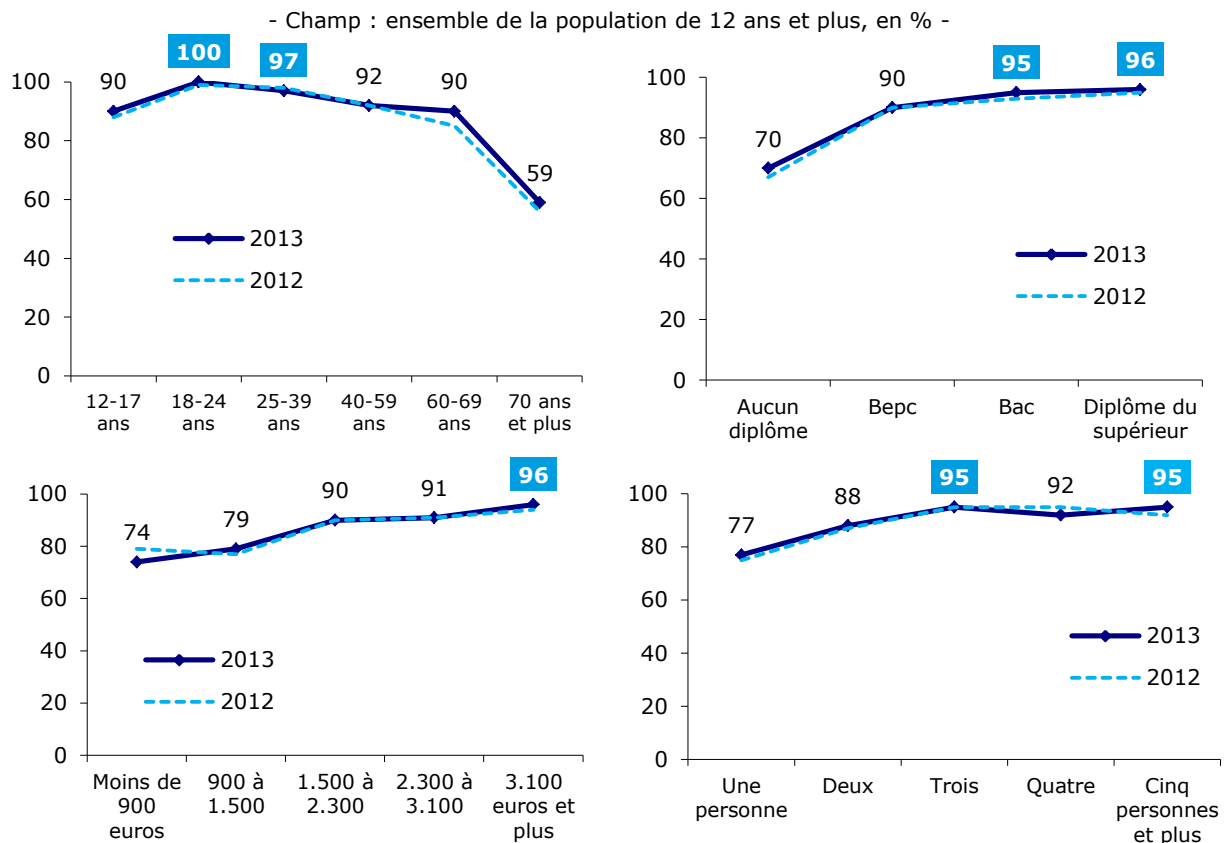 - Champ : ensemble de la population de 12 ans et plus, en % -
90
100
97
92
90
59
100
80
60
40
20
0
2013
2012
12-17
ans
18-24
ans
25-39
ans
40-59
ans
60-69
ans
70 ans
et plus
70
90
95
96
100
80
60
40
20
0
2013
2012
Aucun
diplôme
Bepc
Bac
Diplôme du
supérieur
74
79
90
91
96
100
80
60
40
20
0
2013
2012
Moins de
900
euros
900 à
1.500
1.500 à
2.300
2.300 à
3.100
3.100
euros et
plus
77
88
95
92
95
100
80
60
40
20
0
2013
2012
Une
personne
Deux
Trois
Quatre
Cinq
personnes
et plus